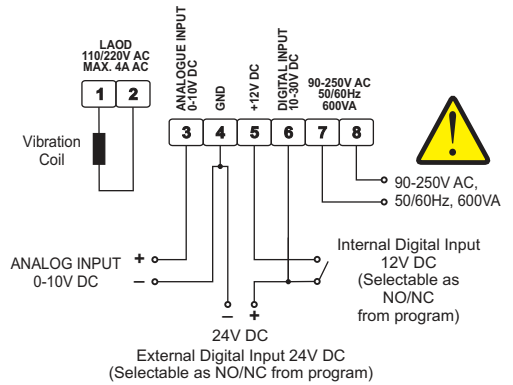 LAOD
110/220V AC
MAX. 4A AC
1 2
Vibration
Coil
ANALOGUE INPUT
0-10V DC
GND
+12V DC
DIGITAL INPUT
10-30V DC
90-250V AC
50/60Hz
600VA
3 4 5 6 7 8
!
90-250V AC,
50/60Hz, 600VA
ANALOG INPUT
0-10V DC
+
–
Internal Digital Input
12V DC
(Selectable as
NO/NC
from program)
– +
24V DC
External Digital Input 24V DC
(Selectable as NO/NC from program)